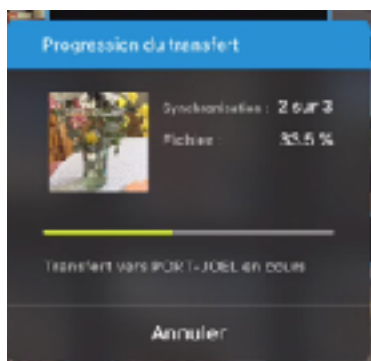 Progression du transfert
Synchronisation : 2 sur 3
Fichier : 33.5 %
Transfert vers PORT-JOEL en cours
Annuler